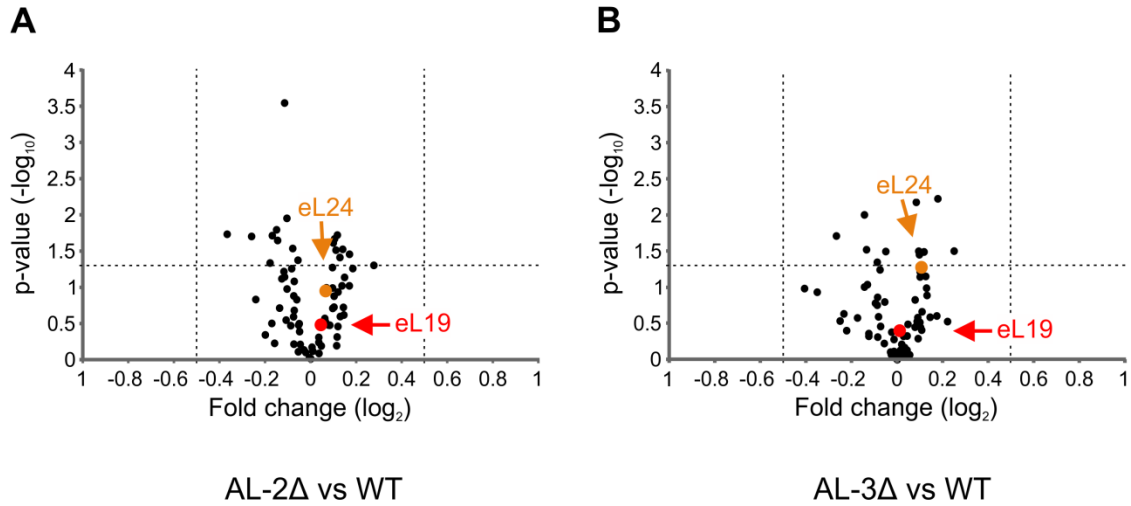 A
B
p-value (-log₁₀)
4
3.5
3
2.5
2
1.5
1
0.5
0
eL24
eL19
1 -0.8 -0.6 -0.4 -0.2 0 0.2 0.4 0.6 0.8 1
Fold change (log₂)
AL-2Δ vs WT
p-value (-log₁₀)
4
3.5
3
2.5
2
1.5
1
0.5
0
eL24
eL19
1 -0.8 -0.6 -0.4 -0.2 0 0.2 0.4 0.6 0.8 1
Fold change (log₂)
AL-3Δ vs WT